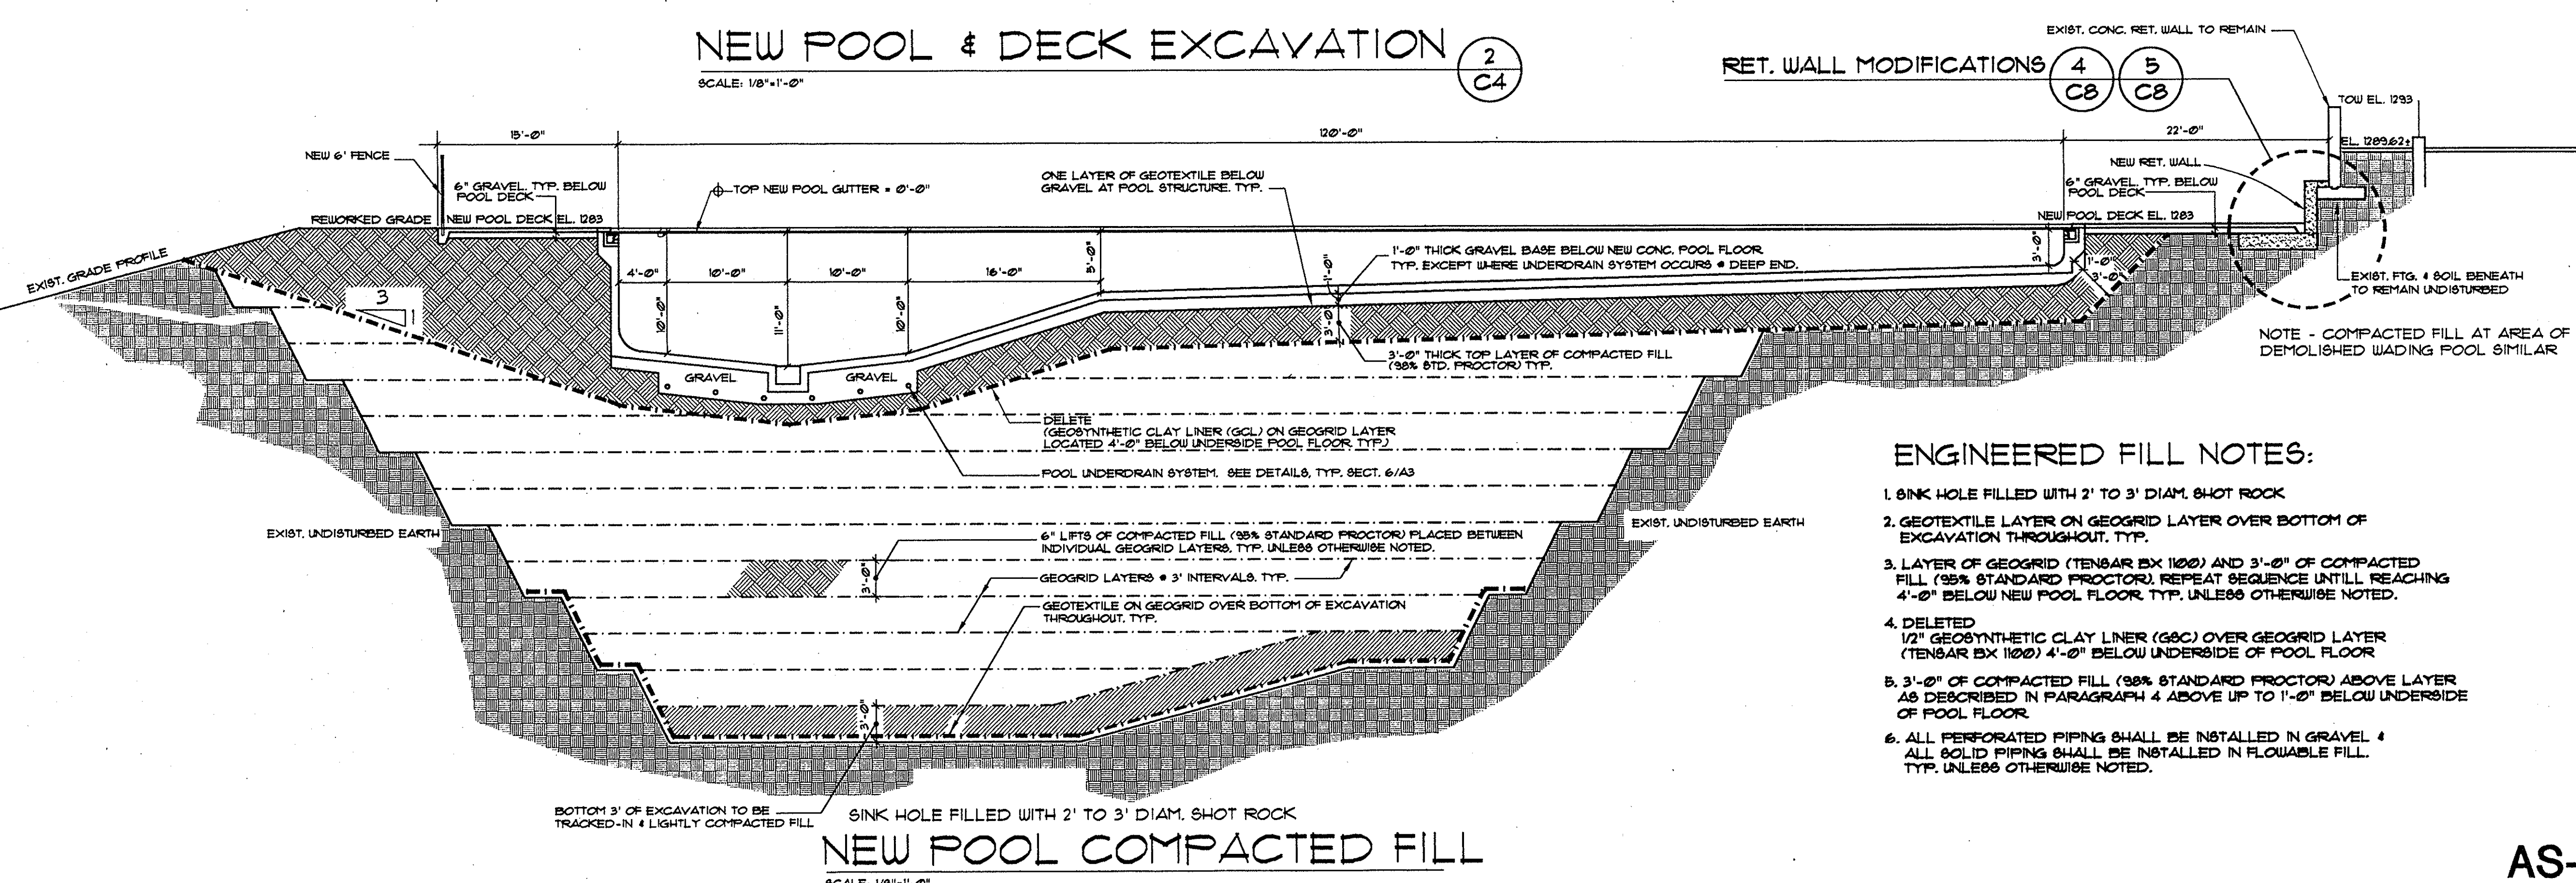 NEW POOL & DECK EXCAVATION
2
C4
SCALE: 1/8"=1'-0"
EXIST. CONC. RET. WALL TO REMAIN
RET. WALL MODIFICATIONS
4
C8
5
C8
TOW EL. 1293
15'-0"
120'-0"
22'-0"
EL. 1289.62±
NEW 6' FENCE
6" GRAVEL, TYP. BELOW
POOL DECK
TOP NEW POOL GUTTER = 0'-0"
ONE LAYER OF GEOTEXTILE BELOW
GRAVEL AT POOL STRUCTURE. TYP.
NEW RET. WALL
6" GRAVEL, TYP. BELOW
POOL DECK
REWORKED GRADE
NEW POOL DECK EL. 1283
NEW POOL DECK EL. 1283
EXIST. GRADE PROFILE
3
1
4'-0"
10'-0"
10'-0"
16'-0"
5'-0"
10'-0"
11'-0"
10'-0"
1'-0"
3'-0"
3'-0"
1'-0"
3'-0"
1'-0" THICK GRAVEL BASE BELOW NEW CONC. POOL FLOOR
TYP. EXCEPT WHERE UNDERDRAIN SYSTEM OCCURS @ DEEP END.
EXIST. FTG. & SOIL BENEATH
TO REMAIN UNDISTURBED
NOTE - COMPACTED FILL AT AREA OF
DEMOLISHED WADING POOL SIMILAR
3'-0" THICK TOP LAYER OF COMPACTED FILL
(98% STD. PROCTOR) TYP.
GRAVEL
GRAVEL
DELETE
(GEOSYNTHETIC CLAY LINER (GCL) ON GEOGRID LAYER
LOCATED 4'-0" BELOW UNDERSIDE POOL FLOOR TYP.)
POOL UNDERDRAIN SYSTEM. SEE DETAILS, TYP. SECT. 6/A3
EXIST. UNDISTURBED EARTH
EXIST. UNDISTURBED EARTH
6" LIFTS OF COMPACTED FILL (95% STANDARD PROCTOR) PLACED BETWEEN
INDIVIDUAL GEOGRID LAYERS, TYP. UNLESS OTHERWISE NOTED.
3'-0"
GEOGRID LAYERS @ 3' INTERVALS. TYP.
GEOTEXTILE ON GEOGRID OVER BOTTOM OF EXCAVATION
THROUGHOUT, TYP.
3'-0"
BOTTOM 3' OF EXCAVATION TO BE
TRACKED-IN & LIGHTLY COMPACTED FILL
SINK HOLE FILLED WITH 2' TO 3' DIAM. SHOT ROCK
NEW POOL COMPACTED FILL
SCALE: 1/8"=1'-0"
ENGINEERED FILL NOTES:
1. SINK HOLE FILLED WITH 2' TO 3' DIAM. SHOT ROCK
2. GEOTEXTILE LAYER ON GEOGRID LAYER OVER BOTTOM OF
EXCAVATION THROUGHOUT. TYP.
3. LAYER OF GEOGRID (TENSAR BX 1100) AND 3'-0" OF COMPACTED
FILL (95% STANDARD PROCTOR). REPEAT SEQUENCE UNTILL REACHING
4'-0" BELOW NEW POOL FLOOR TYP. UNLESS OTHERWISE NOTED.
4. DELETED
1/2" GEOSYNTHETIC CLAY LINER (GSC) OVER GEOGRID LAYER
(TENSAR BX 1100) 4'-0" BELOW UNDERSIDE OF POOL FLOOR
5. 3'-0" OF COMPACTED FILL (98% STANDARD PROCTOR) ABOVE LAYER
AS DESCRIBED IN PARAGRAPH 4 ABOVE UP TO 1'-0" BELOW UNDERSIDE
OF POOL FLOOR
6. ALL PERFORATED PIPING SHALL BE INSTALLED IN GRAVEL &
ALL SOLID PIPING SHALL BE INSTALLED IN FLOWABLE FILL.
TYP. UNLESS OTHERWISE NOTED.
AS-